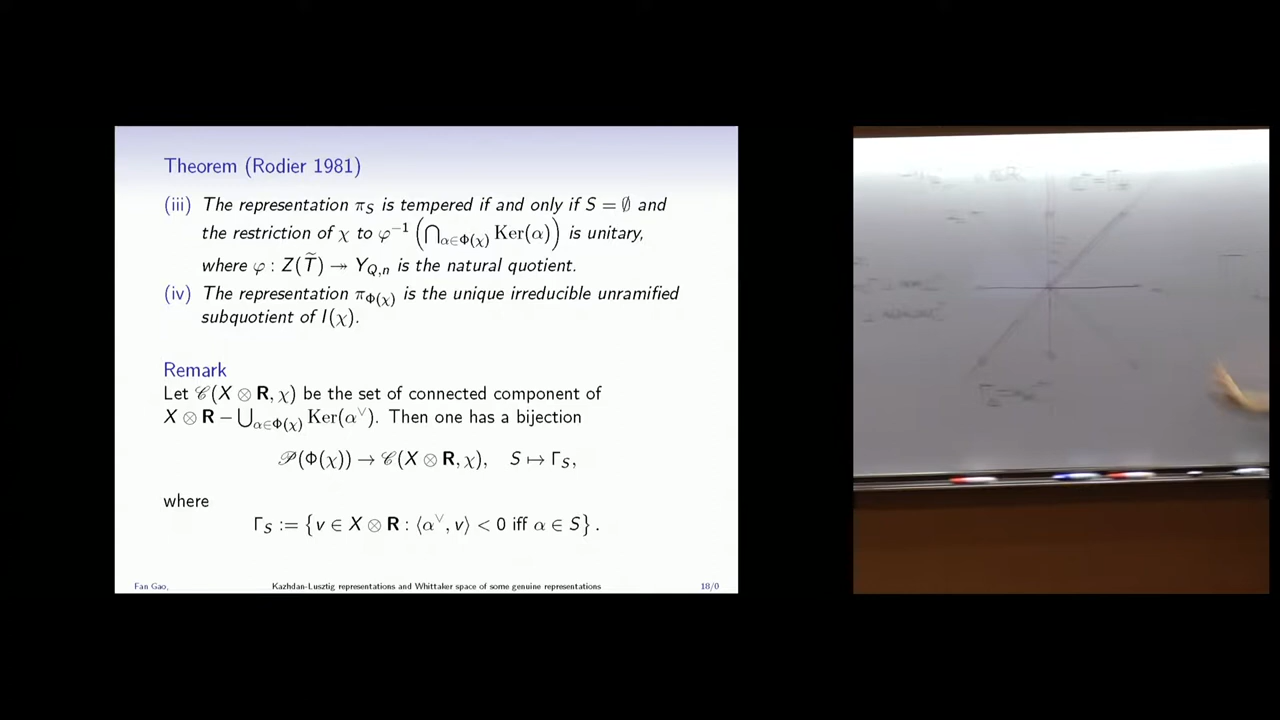 Theorem (Rodier 1981)
(iii) The representation π_S is tempered if and only if S = ∅ and
the restriction of χ to φ^{-1} (⋂_{α∈Φ(χ)} Ker(α)) is unitary,
where φ : Z(T̃) ↠ Y_{Q,n} is the natural quotient.
(iv) The representation π_{Φ(χ)} is the unique irreducible unramified
subquotient of I(χ).
Remark
Let 𝒞(X ⊗ R, χ) be the set of connected component of
X ⊗ R − ⋃_{α∈Φ(χ)} Ker(α^∨). Then one has a bijection
𝒫(Φ(χ)) → 𝒞(X ⊗ R, χ), S ↦ Γ_S,
where
Γ_S := {v ∈ X ⊗ R : ⟨α^∨, v⟩ < 0 iff α ∈ S} .
Fan Gao, Kazhdan-Lusztig representations and Whittaker space of some genuine representations 18/0